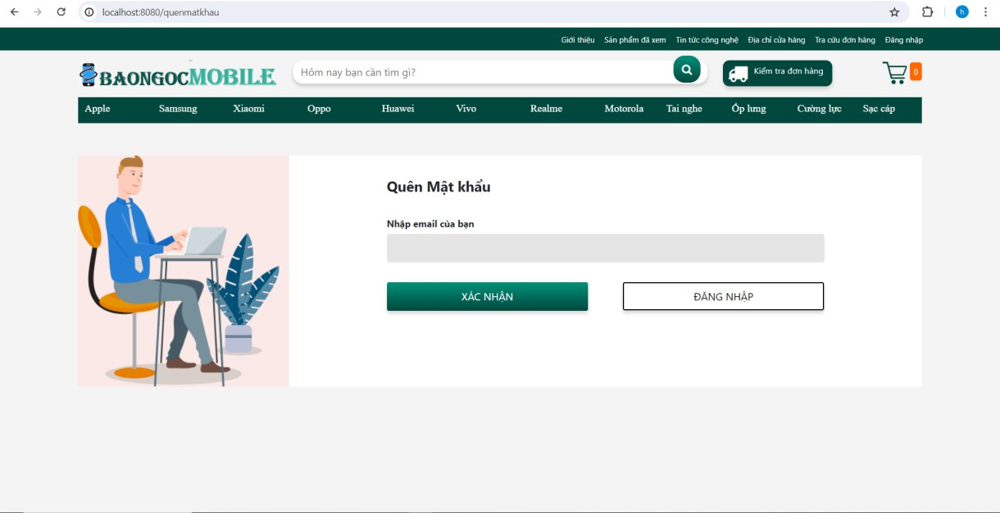 localhost:8080/quenmatkhau
h
Giới thiệu Sản phẩm đã xem Tin tức công nghệ Địa chỉ cửa hàng Tra cứu đơn hàng Đăng nhập
BAONGOCMOBILE Hôm nay bạn cần tìm gì? Kiểm tra đơn hàng 0
Apple Samsung Xiaomi Oppo Huawei Vivo Realme Motorola Tai nghe Ốp lưng Cường lực Sạc cáp
Quên Mật khẩu
Nhập email của bạn
XÁC NHẬN ĐĂNG NHẬP